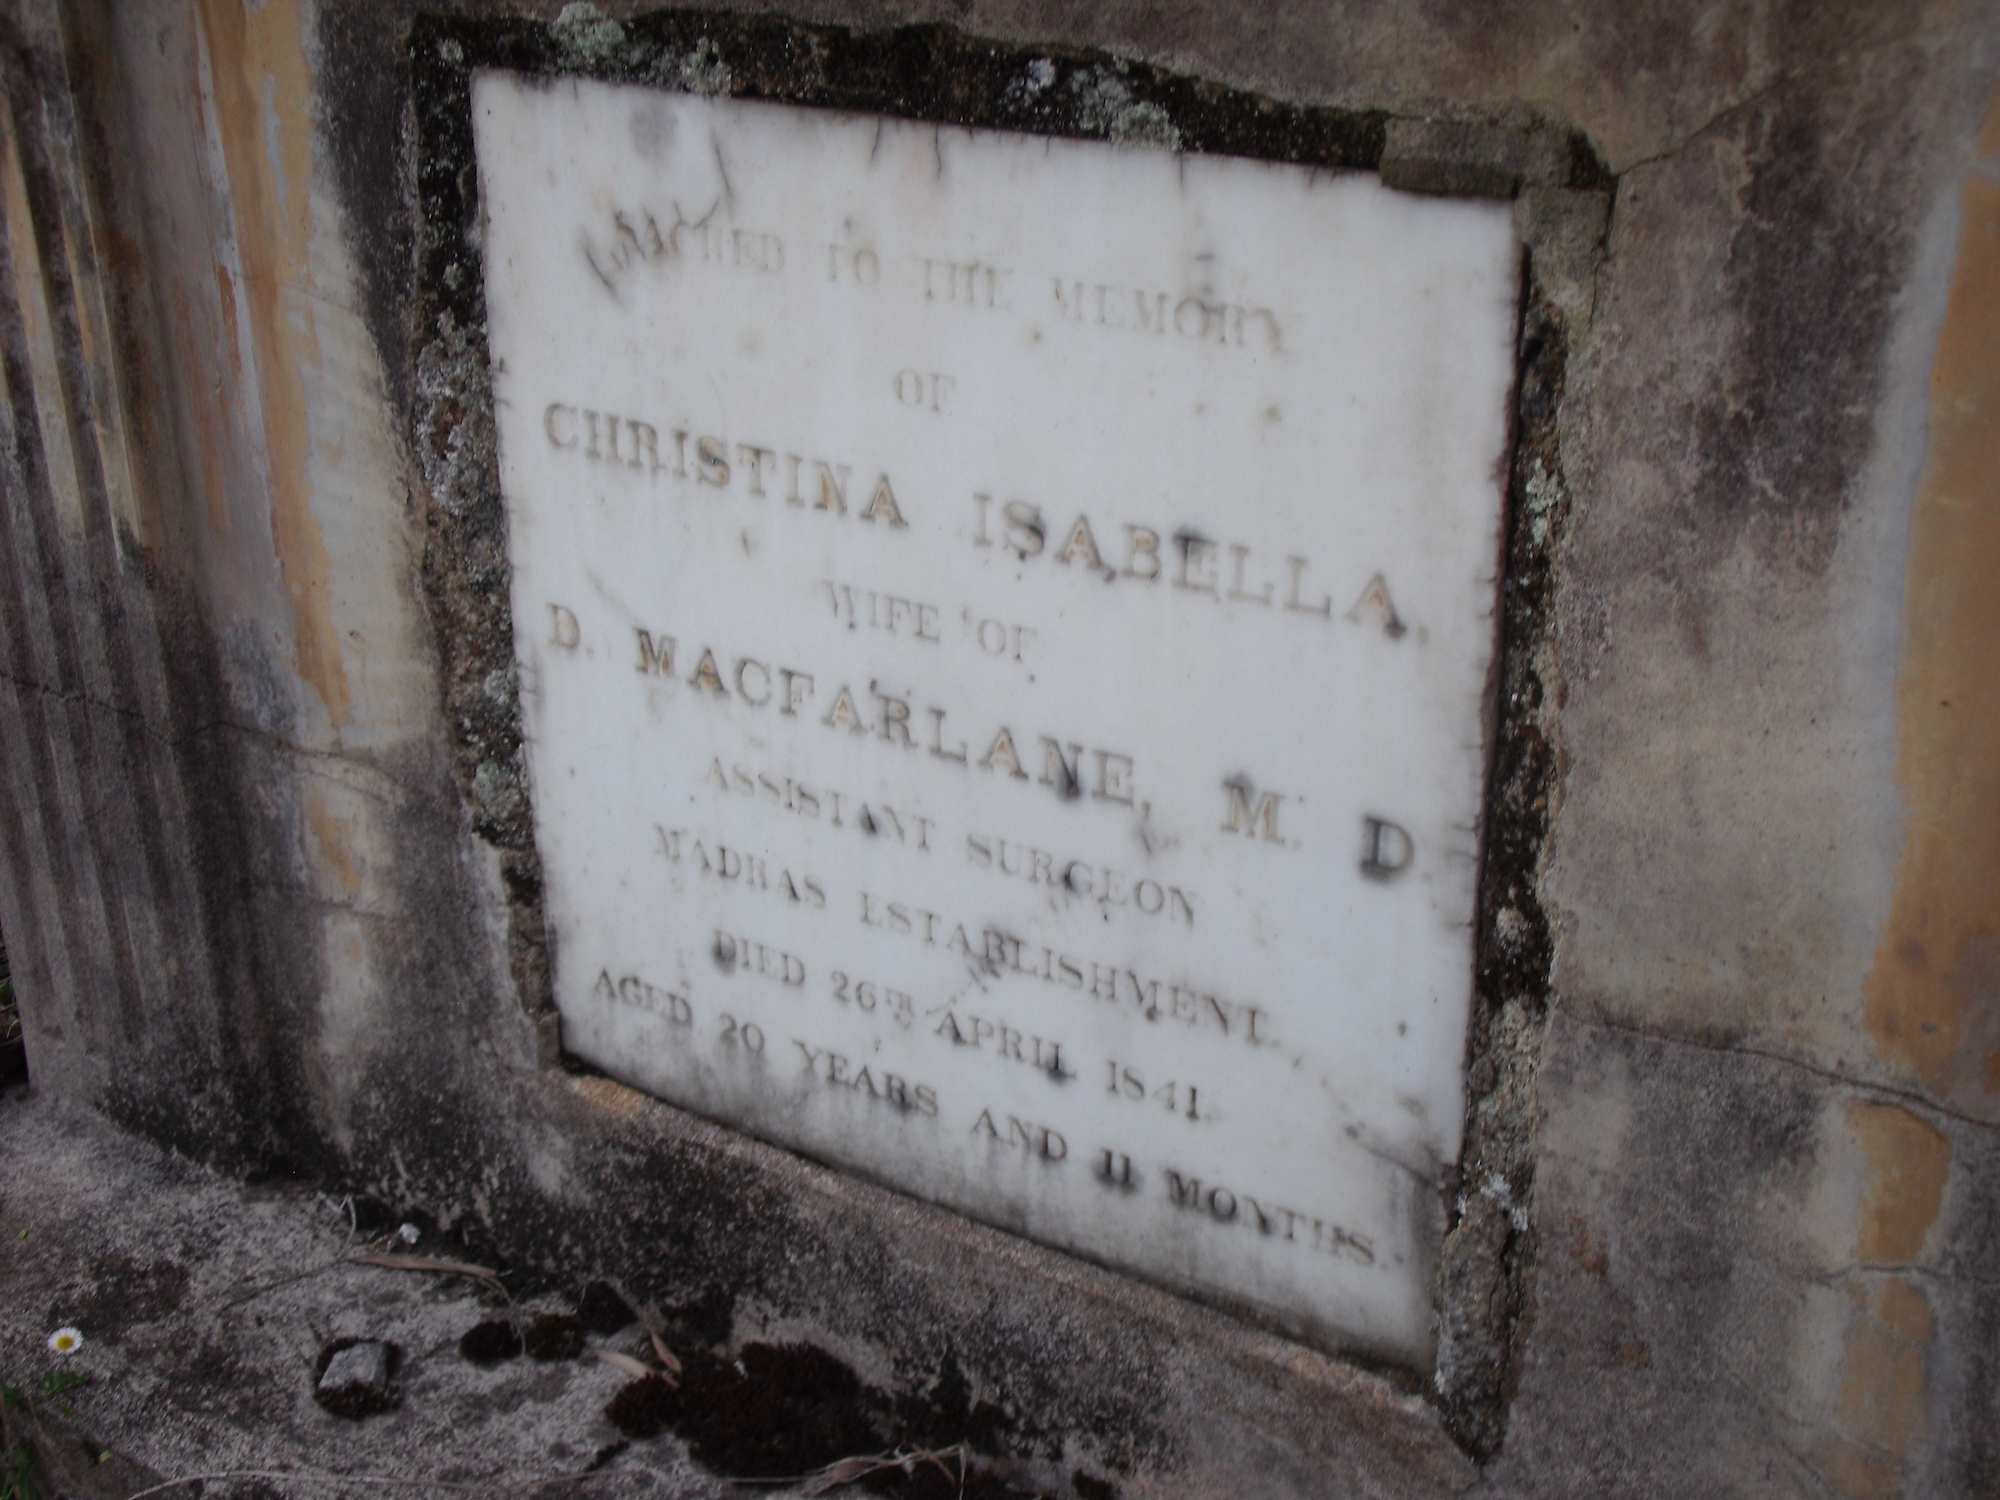 SACRED TO THE MEMORY
OF
CHRISTINA ISABELLA,
WIFE OF
D. MACFARLANE, M. D.
ASSISTANT SURGEON
MADRAS ESTABLISHMENT.
DIED 26TH APRIL 1841.
AGED 20 YEARS AND 11 MONTHS.